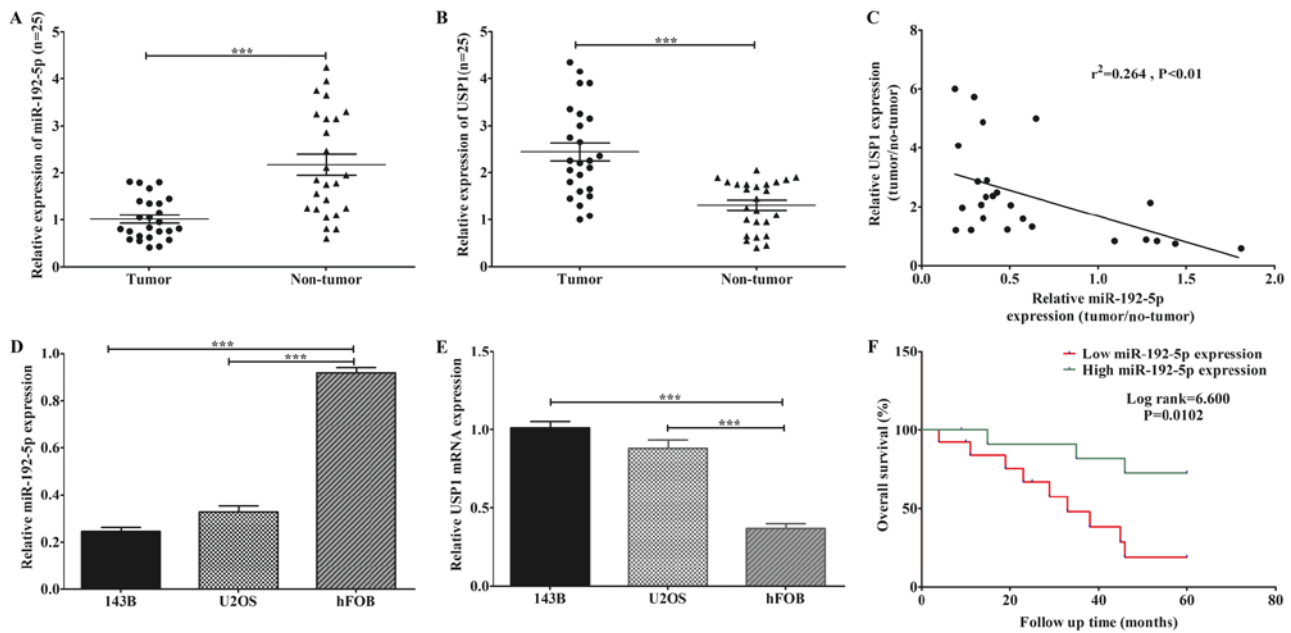 A
Relative expression of miR-192-5p (n=25)
5
4
3
2
1
0
***
Tumor
Non-tumor
B
Relative expression of USP1(n=25)
5
4
3
2
1
0
***
Tumor
Non-tumor
C
Relative USP1 expression
(tumor/no-tumor)
8
6
4
2
0
r²=0.264 , P<0.01
0.0
0.5
1.0
1.5
2.0
Relative miR-192-5p
expression (tumor/no-tumor)
D
Relative miR-192-5p expression
1.0
0.8
0.6
0.4
0.2
0.0
***
***
143B
U2OS
hFOB
E
Relative USP1 mRNA expression
1.5
1.0
0.5
0.0
***
***
143B
U2OS
hFOB
F
Overall survival (%)
150
100
50
0
Low miR-192-5p expression
High miR-192-5p expression
Log rank=6.600
P=0.0102
0
20
40
60
80
Follow up time (months)